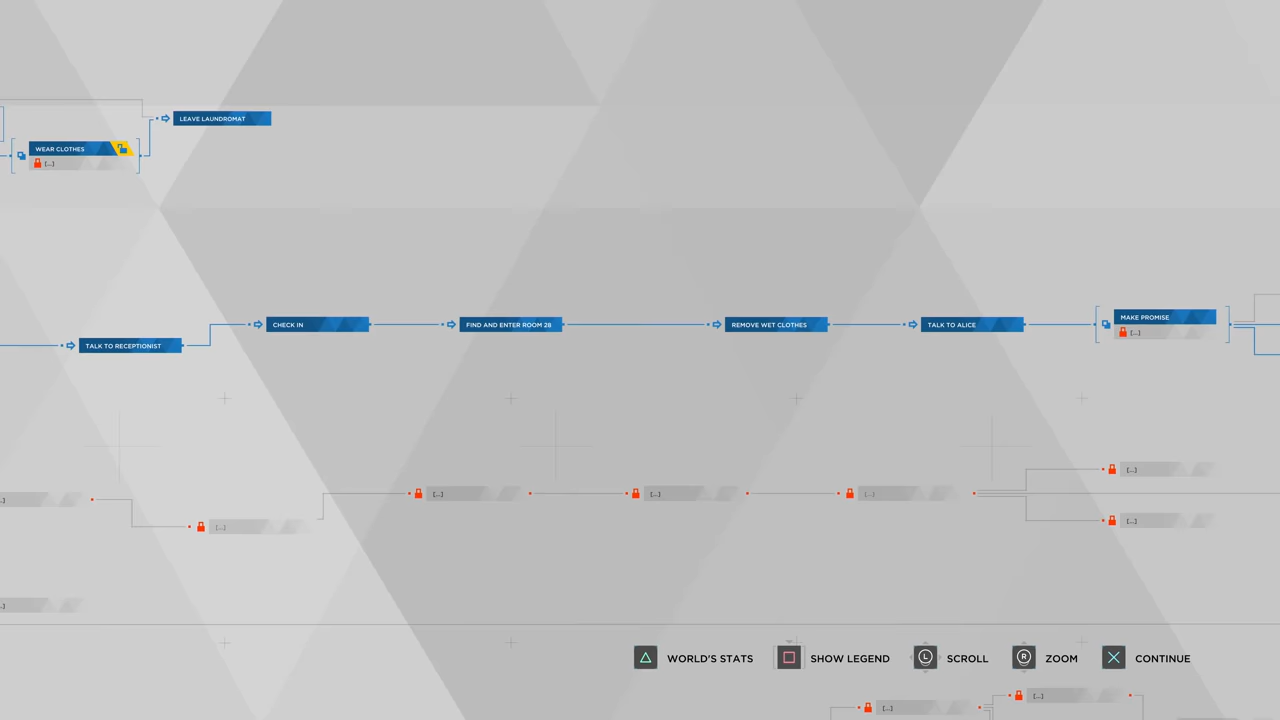 LEAVE LAUNDROMAT
WEAR CLOTHES
[...]
MAKE PROMISE
CHECK IN
FIND AND ENTER ROOM 28
REMOVE WET CLOTHES
TALK TO ALICE
[...]
TALK TO RECEPTIONIST
[...]
[...]
[...]
[...]
..]
[...]
[...]
..]
WORLD'S STATS
SHOW LEGEND
L
SCROLL
R
ZOOM
CONTINUE
[...]
[...]